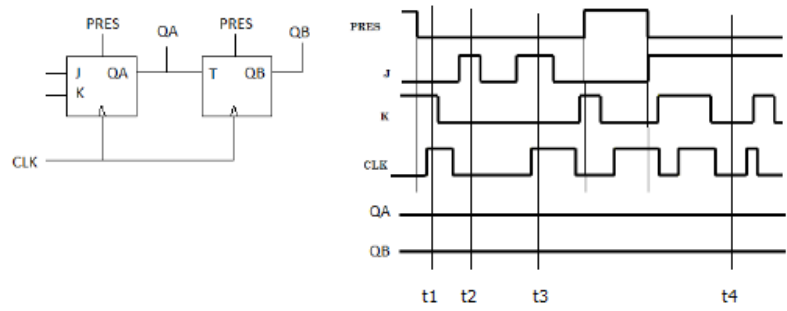 PRES PRES
QA QB
J QA T QB
K
CLK
PRES
J
K
CLK
QA
QB
t1 t2 t3 t4